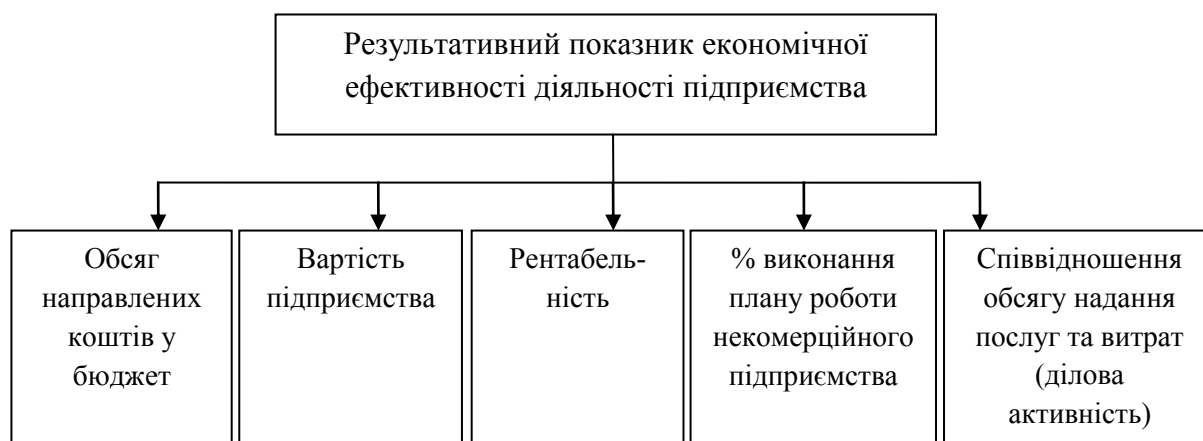 Результативний показник економічної
ефективності діяльності підприємства
Обсяг
направлених
коштів у
бюджет
Вартість
підприємства
Рентабель-
ність
% виконання
плану роботи
некомерційного
підприємства
Співвідношення
обсягу надання
послуг та витрат
(ділова
активність)